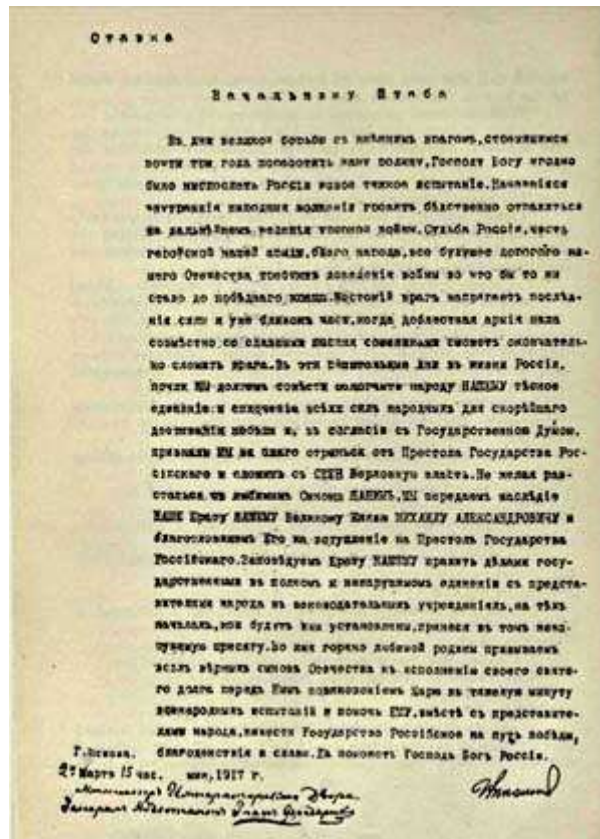 Ставка
Начальнику Штаба
Въ дни великой борьбы съ внѣшнимъ врагомъ, стремящимся
почти три года поработить нашу родину, Господу Богу угодно
было ниспослать Россіи новое тяжкое испытаніе. Начавшіяся
внутреннія народныя волненія грозятъ бѣдственно отразиться
на дальнѣйшемъ веденіи упорной войны. Судьба Россіи, честь
геройской нашей арміи, благо народа, все будущее дорогого на-
шего Отечества требуютъ доведенія войны во что бы то ни
стало до побѣднаго конца. Жестокій врагъ напрягаетъ послѣд-
нія силы и уже близокъ часъ, когда доблестная армія наша
совмѣстно со славными нашими союзниками сможетъ окончатель-
но сломить врага. Въ эти рѣшительные дни въ жизни Россіи,
почли МЫ долгомъ совѣсти облегчить народу НАШЕМУ тѣсное
единеніе и сплоченіе всѣхъ силъ народныхъ для скорѣйшаго
достиженія побѣды и, въ согласіи съ Государственною Думою,
признали МЫ за благо отречься отъ Престола Государства Рос-
сійскаго и сложить съ СЕБЯ Верховную власть. Не желая раз-
статься съ любимымъ Сыномъ НАШИМЪ, МЫ передаемъ наслѣдіе
НАШЕ Брату НАШЕМУ Великому Князю МИХАИЛУ АЛЕКСАНДРОВИЧУ и
благословляемъ Его на вступленіе на Престолъ Государства
Россійскаго. Заповѣдуемъ Брату НАШЕМУ править дѣлами госу-
дарственными въ полномъ и ненарушимомъ единеніи съ предста-
вителями народа въ законодательныхъ учрежденіяхъ, на тѣхъ
началахъ, кои будутъ ими установлены, принеся въ томъ нена-
рушимую присягу. Во имя горячо любимой родины призываемъ
всѣхъ вѣрныхъ сыновъ Отечества къ исполненію своего свято-
го долга передъ Нимъ повиновеніемъ Царю въ тяжелую минуту
всенародныхъ испытаній и помочь ЕМУ, вмѣстѣ съ представите-
лями народа, вывести Государство Россійское на путь побѣды,
благоденствія и славы. Да поможетъ Господь Богъ Россіи.
Г. Псковъ.
2го Марта 15 час. мин. 1917 г.
Николай
Министръ Императорскаго Двора
Генералъ Адъютантъ Графъ Фредериксъ